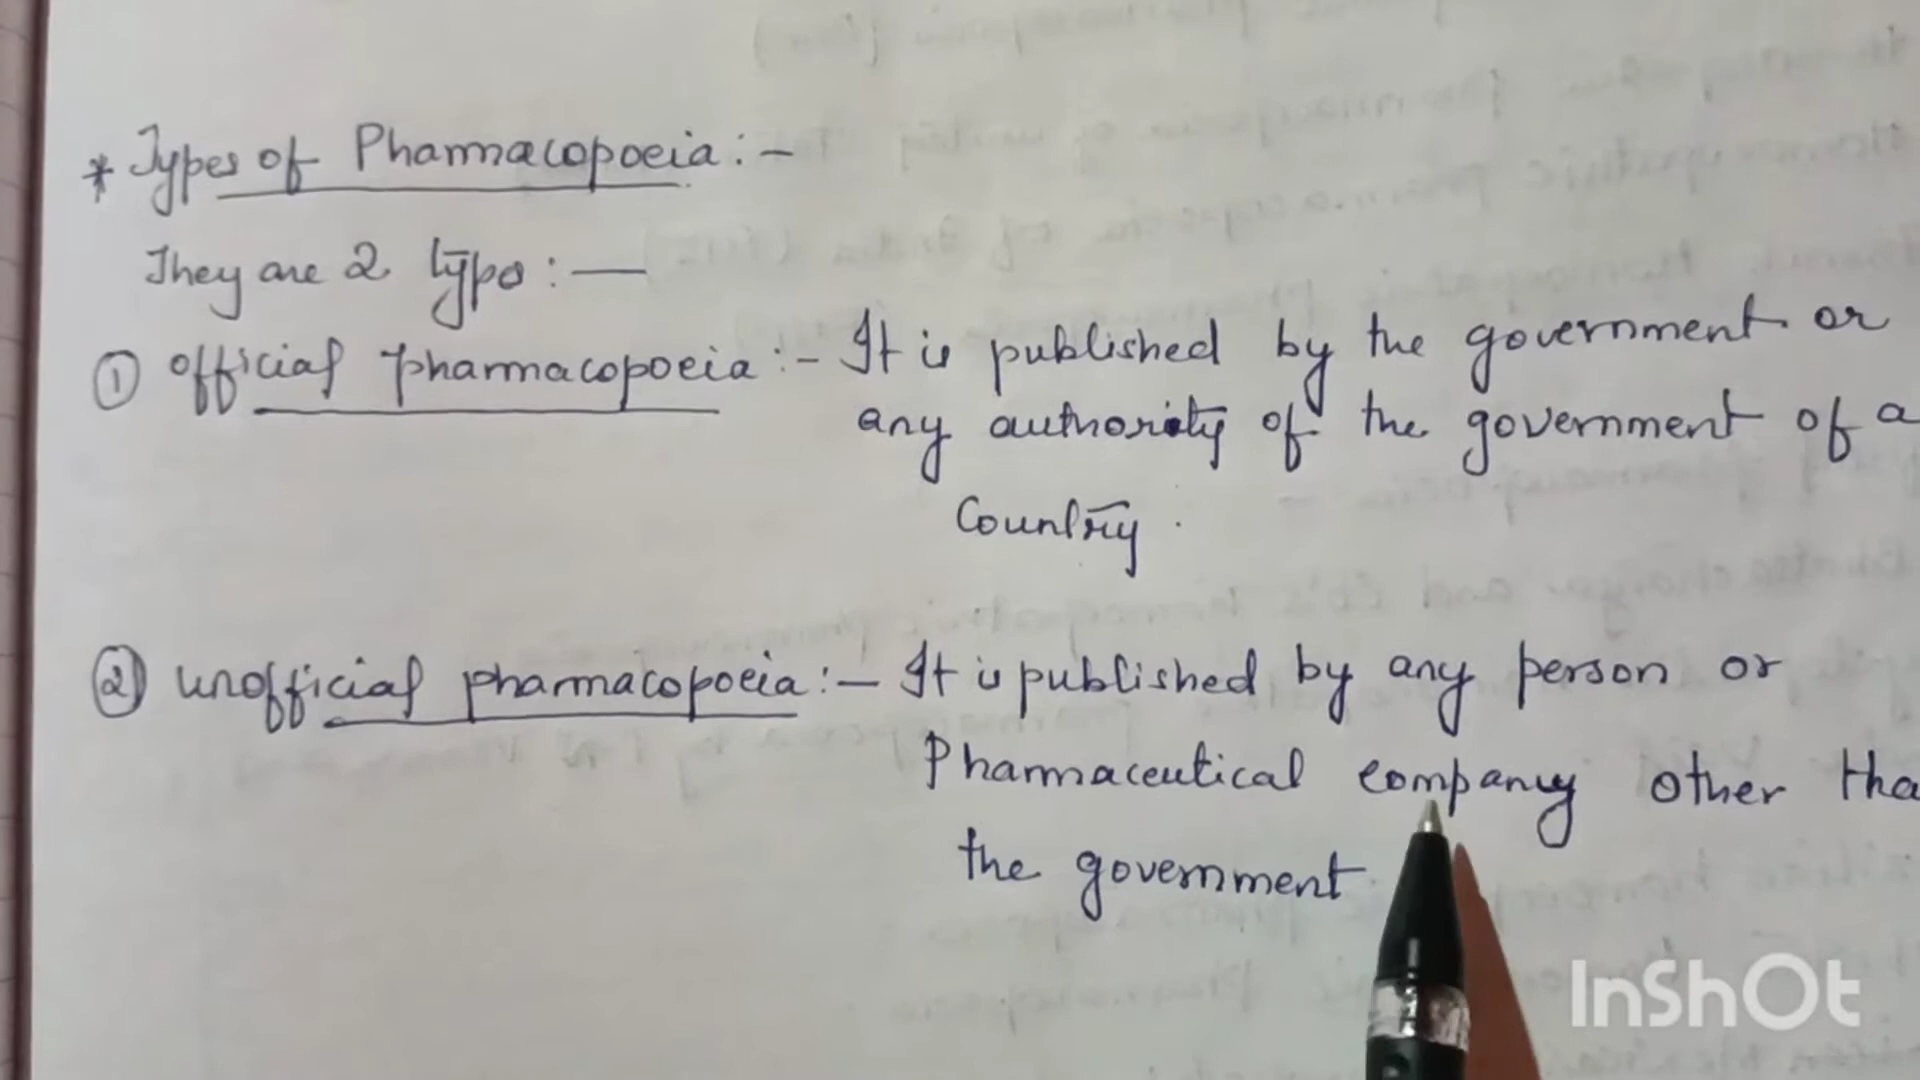 * Types of Pharmacopoeia :-
They are 2 types :—
① official pharmacopoeia :- It is published by the government or
any authority of the government of a
Country.
② unofficial pharmacopoeia :- It is published by any person or
Pharmaceutical company other tha
the government
InShOt